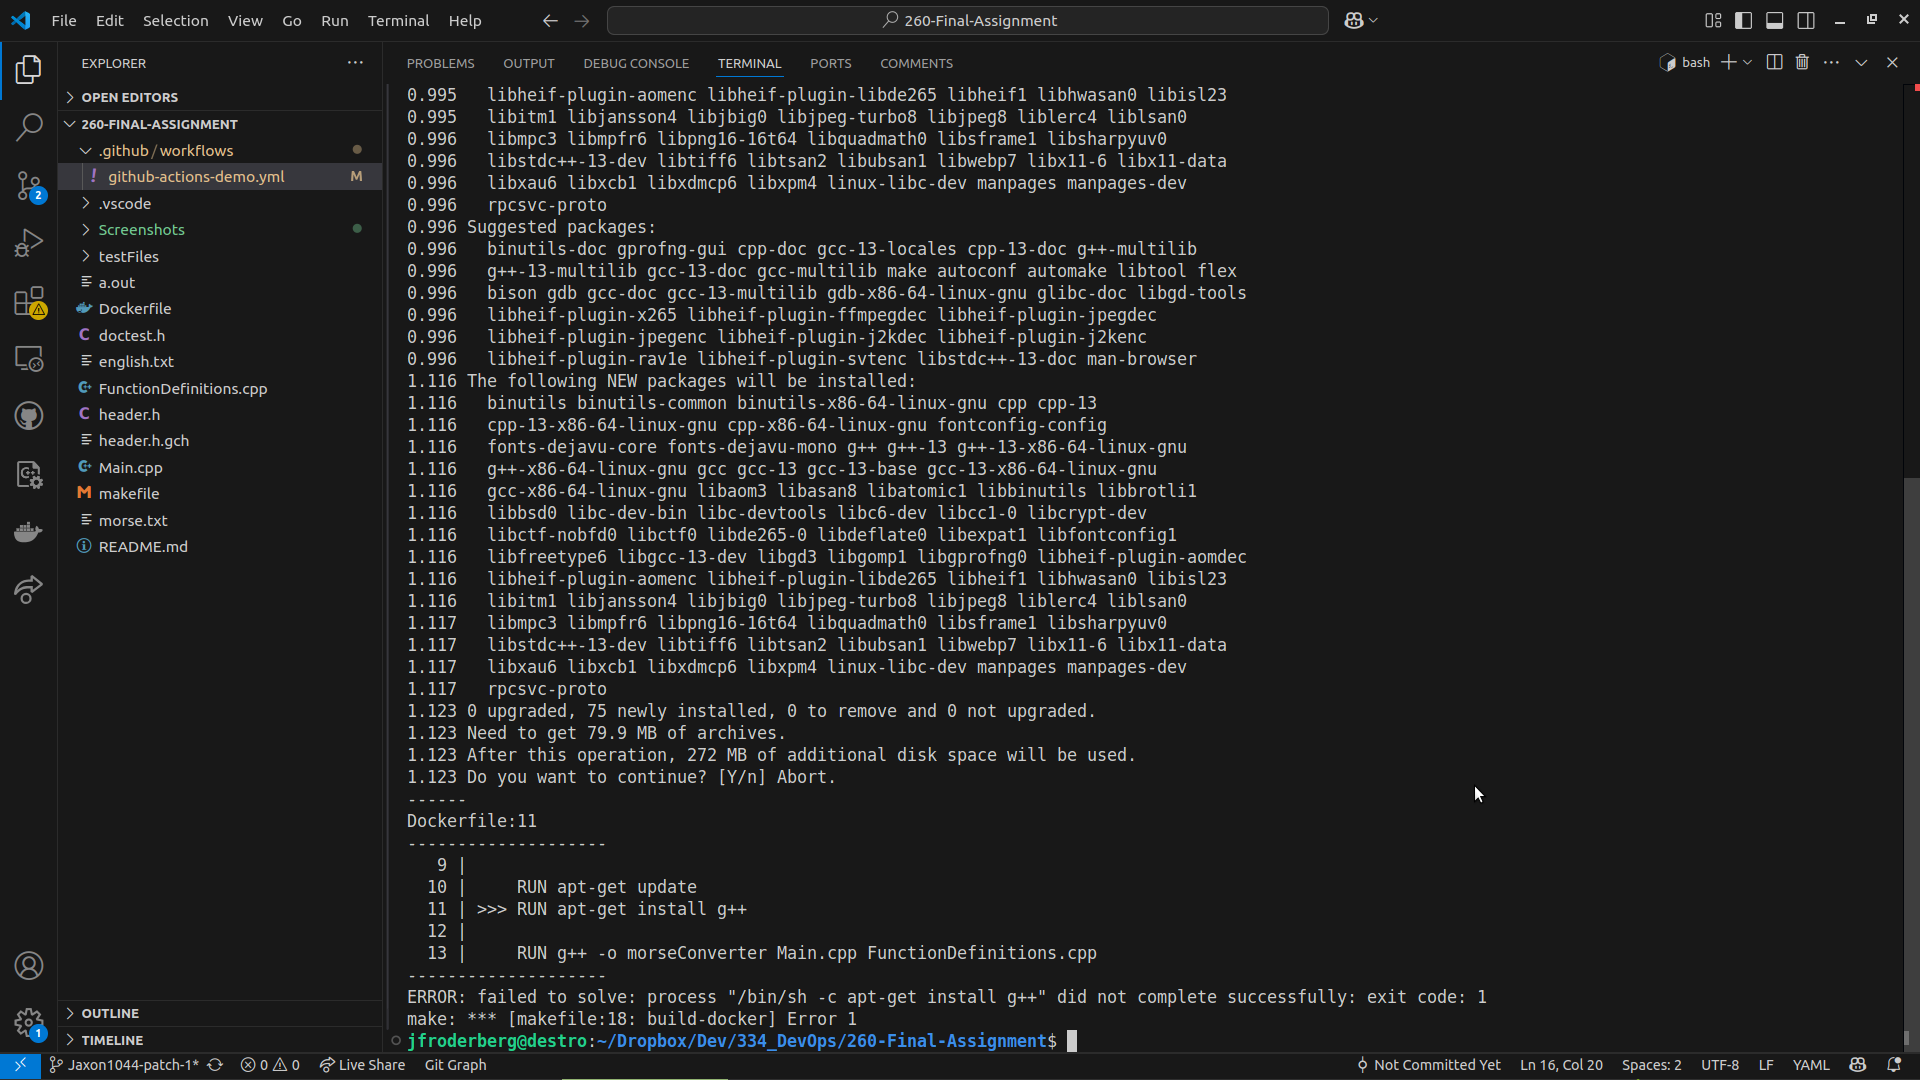 File Edit Selection View Go Run Terminal Help
260-Final-Assignment
EXPLORER
OPEN EDITORS
260-FINAL-ASSIGNMENT
.github/workflows
! github-actions-demo.yml M
.vscode
Screenshots
testFiles
a.out
Dockerfile
C doctest.h
english.txt
FunctionDefinitions.cpp
C header.h
header.h.gch
Main.cpp
M makefile
morse.txt
README.md
OUTLINE
TIMELINE
2
1
PROBLEMS OUTPUT DEBUG CONSOLE TERMINAL PORTS COMMENTS
bash
0.995   libheif-plugin-aomenc libheif-plugin-libde265 libheif1 libhwasan0 libisl23
0.995   libitm1 libjansson4 libjbig0 libjpeg-turbo8 libjpeg8 liblerc4 liblsan0
0.996   libmpc3 libmpfr6 libpng16-16t64 libquadmath0 libsframe1 libsharpyuv0
0.996   libstdc++-13-dev libtiff6 libtsan2 libubsan1 libwebp7 libx11-6 libx11-data
0.996   libxau6 libxcb1 libxdmcp6 libxpm4 linux-libc-dev manpages manpages-dev
0.996   rpcsvc-proto
0.996 Suggested packages:
0.996   binutils-doc gprofng-gui cpp-doc gcc-13-locales cpp-13-doc g++-multilib
0.996   g++-13-multilib gcc-13-doc gcc-multilib make autoconf automake libtool flex
0.996   bison gdb gcc-doc gcc-13-multilib gdb-x86-64-linux-gnu glibc-doc libgd-tools
0.996   libheif-plugin-x265 libheif-plugin-ffmpegdec libheif-plugin-jpegdec
0.996   libheif-plugin-jpegenc libheif-plugin-j2kdec libheif-plugin-j2kenc
0.996   libheif-plugin-rav1e libheif-plugin-svtenc libstdc++-13-doc man-browser
1.116 The following NEW packages will be installed:
1.116   binutils binutils-common binutils-x86-64-linux-gnu cpp cpp-13
1.116   cpp-13-x86-64-linux-gnu cpp-x86-64-linux-gnu fontconfig-config
1.116   fonts-dejavu-core fonts-dejavu-mono g++ g++-13 g++-13-x86-64-linux-gnu
1.116   g++-x86-64-linux-gnu gcc gcc-13 gcc-13-base gcc-13-x86-64-linux-gnu
1.116   gcc-x86-64-linux-gnu libaom3 libasan8 libatomic1 libbinutils libbrotli1
1.116   libbsd0 libc-dev-bin libc-devtools libc6-dev libcc1-0 libcrypt-dev
1.116   libctf-nobfd0 libctf0 libde265-0 libdeflate0 libexpat1 libfontconfig1
1.116   libfreetype6 libgcc-13-dev libgd3 libgomp1 libgprofng0 libheif-plugin-aomdec
1.116   libheif-plugin-aomenc libheif-plugin-libde265 libheif1 libhwasan0 libisl23
1.116   libitm1 libjansson4 libjbig0 libjpeg-turbo8 libjpeg8 liblerc4 liblsan0
1.117   libmpc3 libmpfr6 libpng16-16t64 libquadmath0 libsframe1 libsharpyuv0
1.117   libstdc++-13-dev libtiff6 libtsan2 libubsan1 libwebp7 libx11-6 libx11-data
1.117   libxau6 libxcb1 libxdmcp6 libxpm4 linux-libc-dev manpages manpages-dev
1.117   rpcsvc-proto
1.123 0 upgraded, 75 newly installed, 0 to remove and 0 not upgraded.
1.123 Need to get 79.9 MB of archives.
1.123 After this operation, 272 MB of additional disk space will be used.
1.123 Do you want to continue? [Y/n] Abort.
------
Dockerfile:11
--------------------
9 |
10 |     RUN apt-get update
11 | >>> RUN apt-get install g++
12 |
13 |     RUN g++ -o morseConverter Main.cpp FunctionDefinitions.cpp
--------------------
ERROR: failed to solve: process "/bin/sh -c apt-get install g++" did not complete successfully: exit code: 1
make: *** [makefile:18: build-docker] Error 1
jfroderberg@destro:~/Dropbox/Dev/334_DevOps/260-Final-Assignment$
Jaxon1044-patch-1* 0 0 Live Share Git Graph Not Committed Yet Ln 16, Col 20 Spaces: 2 UTF-8 LF YAML